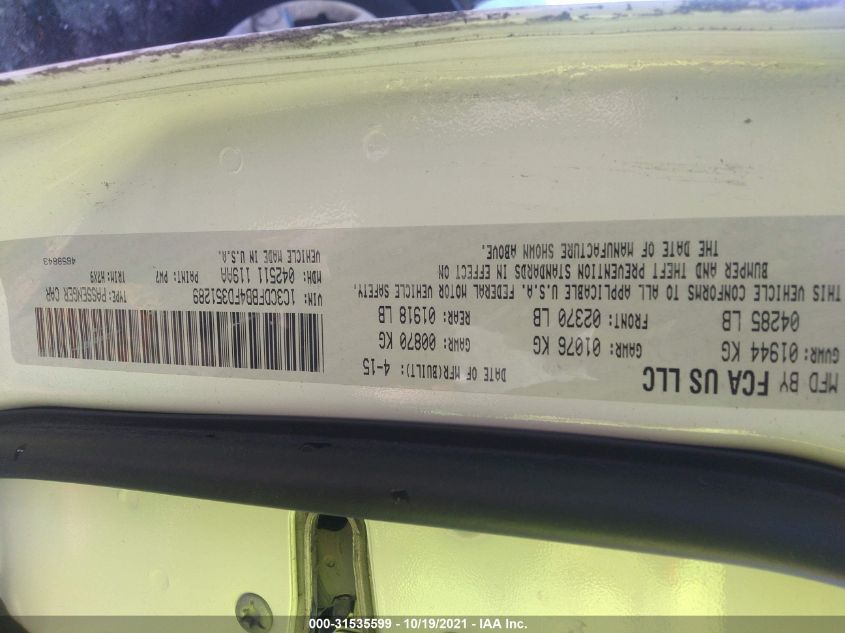 MFD BY FCA US LLC DATE OF MFR(BUILT): 4-15
GVWR: 01944 KG GAWR: 01076 KG GAWR: 00870 KG
04285 LB FRONT: 02370 LB REAR: 01918 LB
THIS VEHICLE CONFORMS TO ALL APPLICABLE U.S.A. FEDERAL MOTOR VEHICLE SAFETY,
BUMPER AND THEFT PREVENTION STANDARDS IN EFFECT ON
THE DATE OF MANUFACTURE SHOWN ABOVE.
VIN: 1C3CDFBB4FD351289 TYPE: PASSENGER CAR
MDH: 042511 119AA PAINT: PW7 TRIM: H7X9
VEHICLE MADE IN U.S.A. 4659843
000-31535599 - 10/19/2021 - IAA Inc.